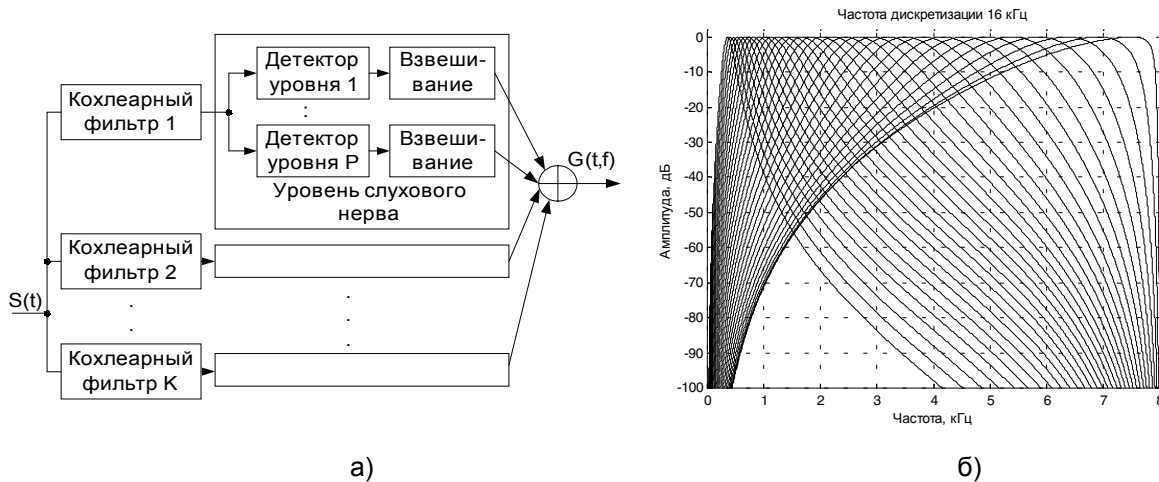 Кохлеарный
фильтр 1
Детектор
уровня 1
Взвеши-
вание
:
Детектор
уровня P
Взвеши-
вание
Уровень слухового
нерва
G(t,f)
Кохлеарный
фильтр 2
S(t)
Кохлеарный
фильтр K
а)
Частота дискретизации 16 кГц
Амплитуда, дБ
0
-10
-20
-30
-40
-50
-60
-70
-80
-90
-100
0 1 2 3 4 5 6 7 8
Частота, кГц
б)